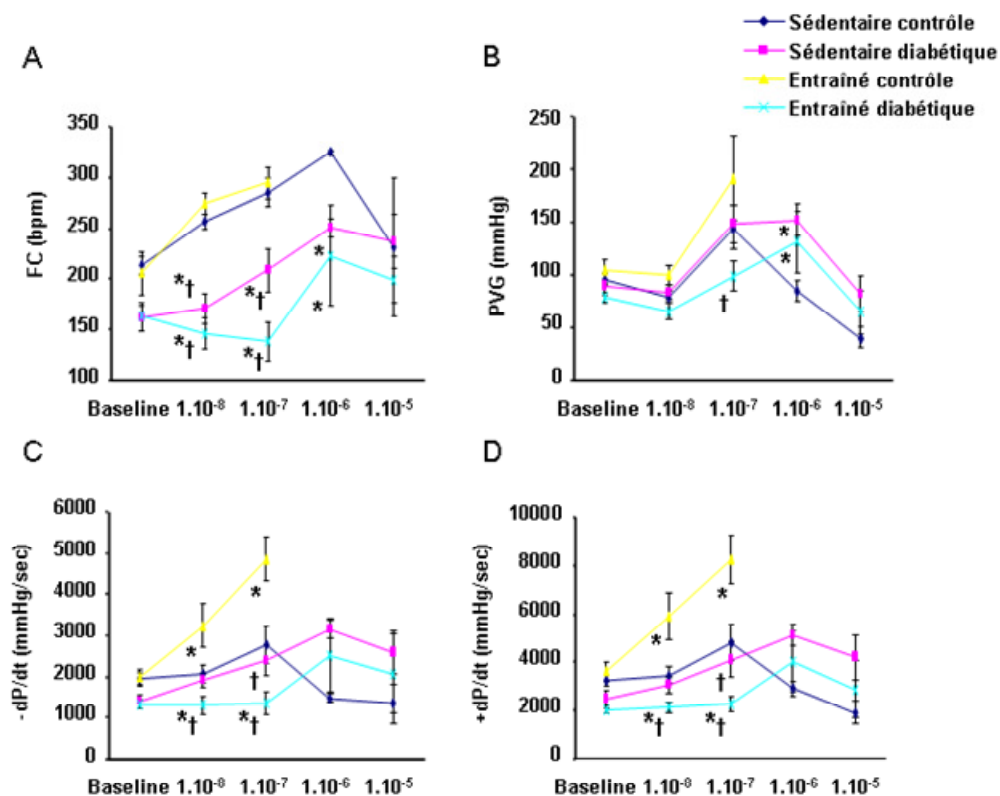 Sédentaire contrôle
Sédentaire diabétique
Entraîné contrôle
Entraîné diabétique
A
FC (bpm)
350
300
250
200
150
100
*†
*†
*†
*†
*
*
Baseline 1.10⁻⁸ 1.10⁻⁷ 1.10⁻⁶ 1.10⁻⁵
B
PVG (mmHg)
250
200
150
100
50
0
†
*
*
Baseline 1.10⁻⁸ 1.10⁻⁷ 1.10⁻⁶ 1.10⁻⁵
C
-dP/dt (mmHg/sec)
6000
5000
4000
3000
2000
1000
0
*
*
†
*†
*†
Baseline 1.10⁻⁸ 1.10⁻⁷ 1.10⁻⁶ 1.10⁻⁵
D
+dP/dt (mmHg/sec)
10000
8000
6000
4000
2000
0
*
*
†
*†
*†
Baseline 1.10⁻⁸ 1.10⁻⁷ 1.10⁻⁶ 1.10⁻⁵